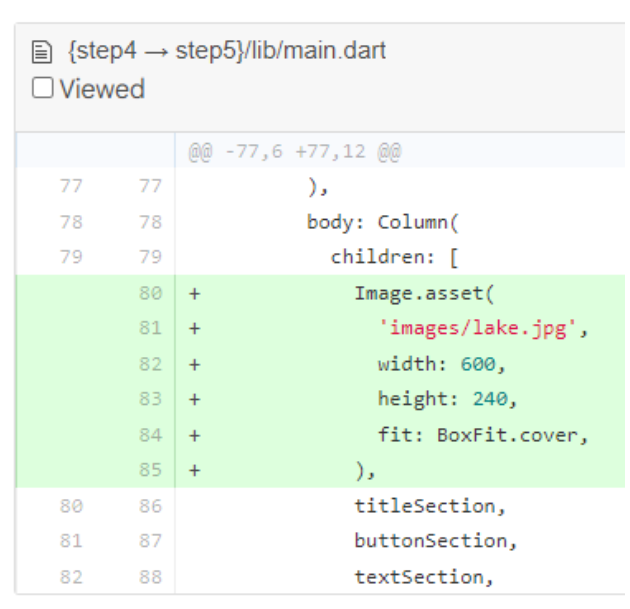 {step4 → step5}/lib/main.dart
Viewed
@@ -77,6 +77,12 @@
77 77 ),
78 78 body: Column(
79 79 children: [
80 + Image.asset(
81 + 'images/lake.jpg',
82 + width: 600,
83 + height: 240,
84 + fit: BoxFit.cover,
85 + ),
80 86 titleSection,
81 87 buttonSection,
82 88 textSection,